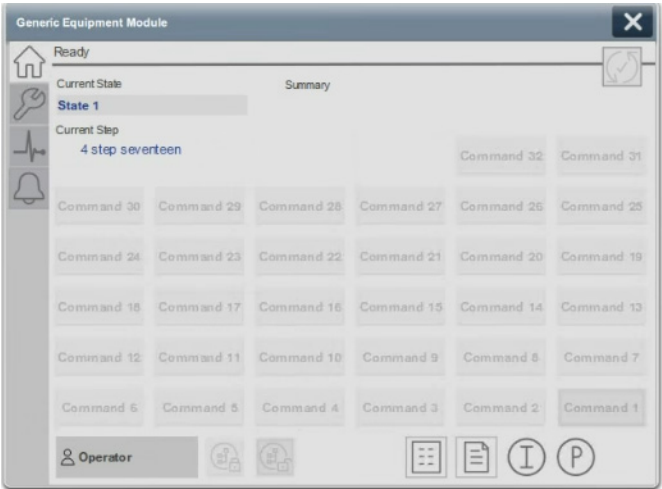 Generic Equipment Module
Ready
Current State
Summary
State 1
Current Step
4 step seventeen
Command 32 Command 31
Command 30 Command 29 Command 28 Command 27 Command 26 Command 25
Command 24 Command 23 Command 22 Command 21 Command 20 Command 19
Command 18 Command 17 Command 16 Command 15 Command 14 Command 13
Command 12 Command 11 Command 10 Command 9 Command 8 Command 7
Command 6 Command 5 Command 4 Command 3 Command 2 Command 1
Operator
I P